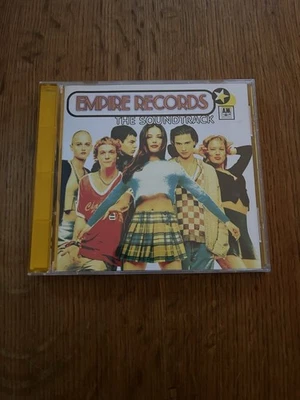 EMPIRE RECORDS
THE SOUNDTRACK
A&M